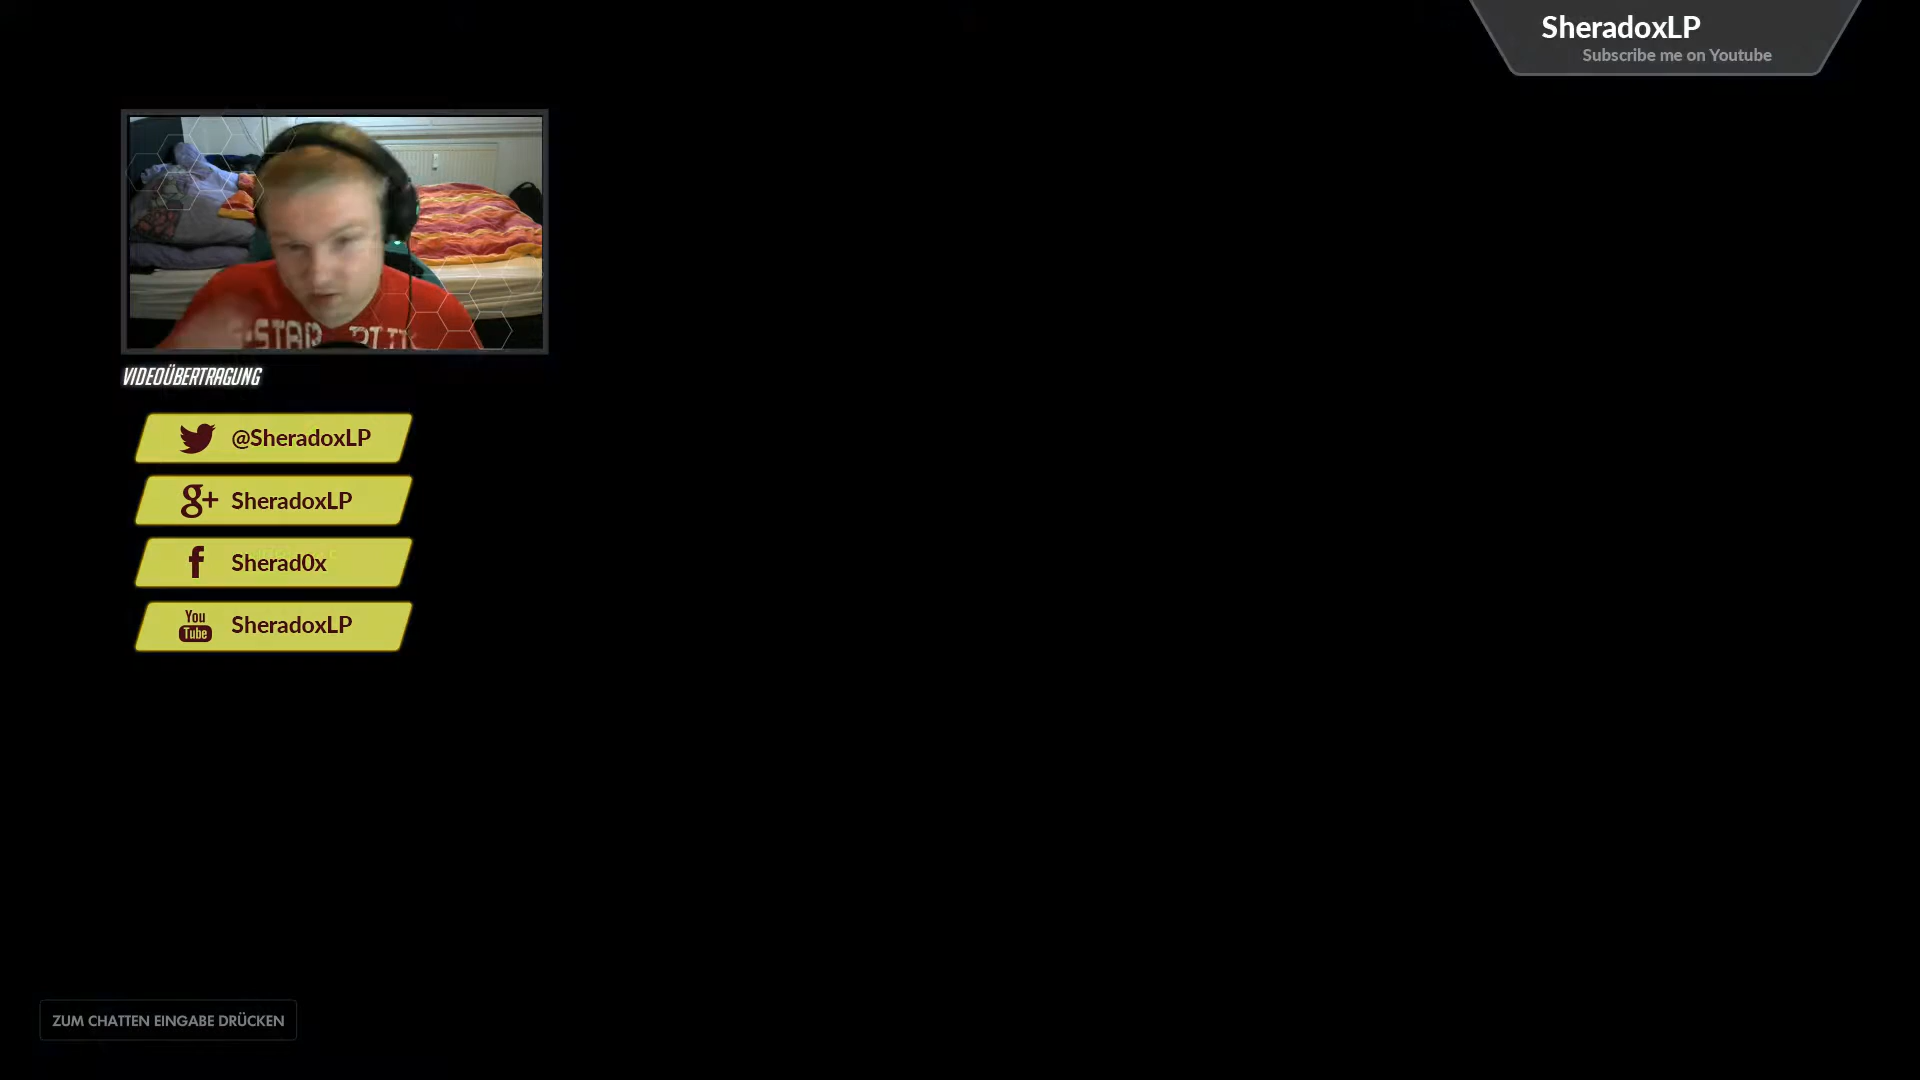 SheradoxLP
Subscribe me on Youtube
VIDEOÜBERTRAGUNG
@SheradoxLP
g+ SheradoxLP
f Sherad0x
You
Tube
SheradoxLP
ZUM CHATTEN EINGABE DRÜCKEN